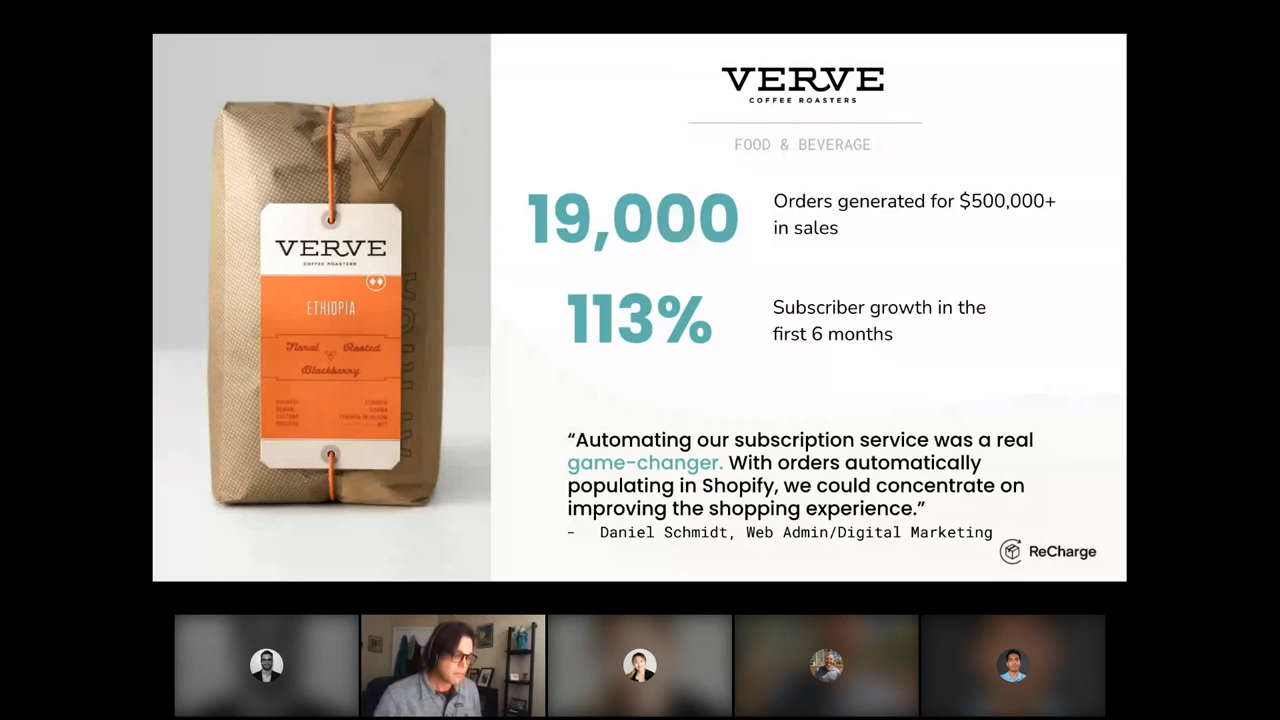 VERVE
COFFEE ROASTERS
FOOD & BEVERAGE
19,000
Orders generated for $500,000+
in sales
113%
Subscriber growth in the
first 6 months
“Automating our subscription service was a real
game-changer. With orders automatically
populating in Shopify, we could concentrate on
improving the shopping experience.”
- Daniel Schmidt, Web Admin/Digital Marketing
ReCharge
V
VERVE
COFFEE ROASTERS
ETHIOPIA
Floral Rooted
Blackberry